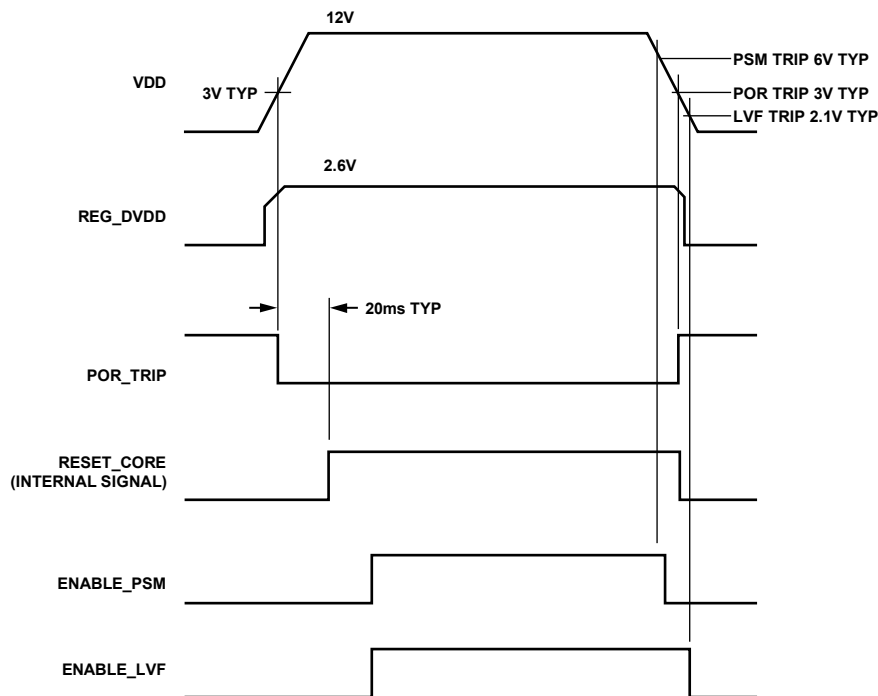 12V
VDD
3V TYP
PSM TRIP 6V TYP
POR TRIP 3V TYP
LVF TRIP 2.1V TYP
2.6V
REG_DVDD
20ms TYP
POR_TRIP
RESET_CORE
(INTERNAL SIGNAL)
ENABLE_PSM
ENABLE_LVF